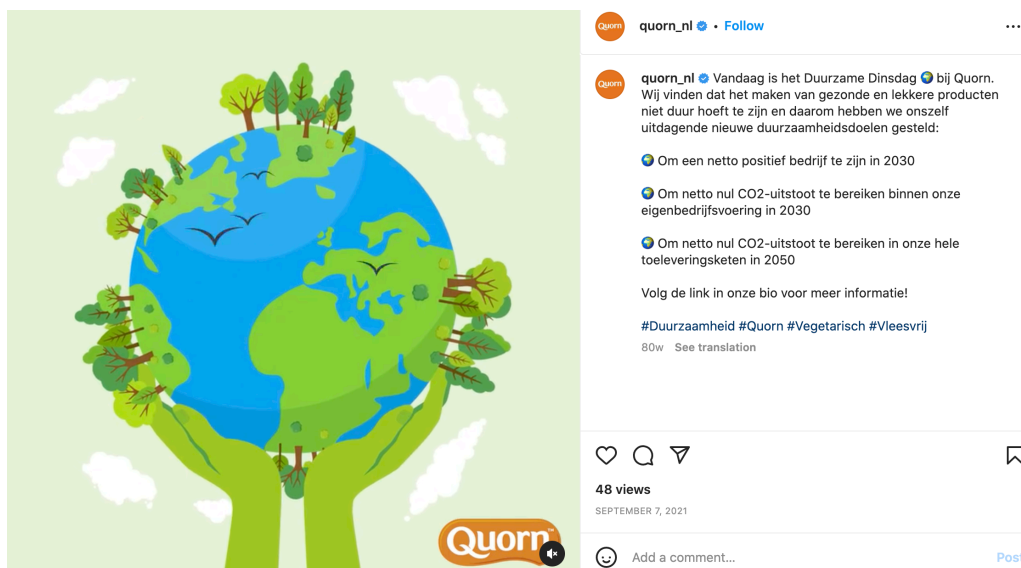 quorn_nl • Follow
quorn_nl Vandaag is het Duurzame Dinsdag 🌍 bij Quorn.
Wij vinden dat het maken van gezonde en lekkere producten
niet duur hoeft te zijn en daarom hebben we onszelf
uitdagende nieuwe duurzaamheidsdoelen gesteld:
🌍 Om een netto positief bedrijf te zijn in 2030
🌍 Om netto nul CO2-uitstoot te bereiken binnen onze
eigenbedrijfsvoering in 2030
🌍 Om netto nul CO2-uitstoot te bereiken in onze hele
toeleveringsketen in 2050
Volg de link in onze bio voor meer informatie!
#Duurzaamheid #Quorn #Vegetarisch #Vleesvrij
80w See translation
48 views
SEPTEMBER 7, 2021
Add a comment... Post
Quorn™
Quorn
Quorn